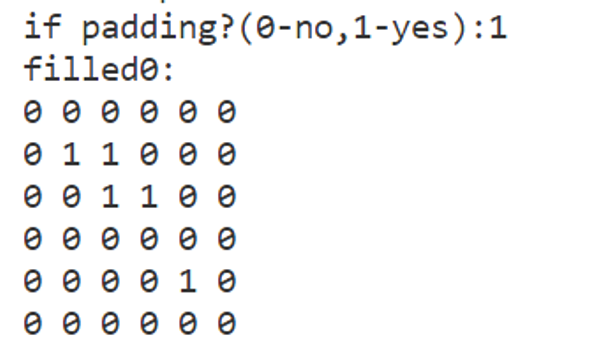 if padding?(0-no,1-yes):1
filled0:
0 0 0 0 0 0
0 1 1 0 0 0
0 0 1 1 0 0
0 0 0 0 0 0
0 0 0 0 1 0
0 0 0 0 0 0